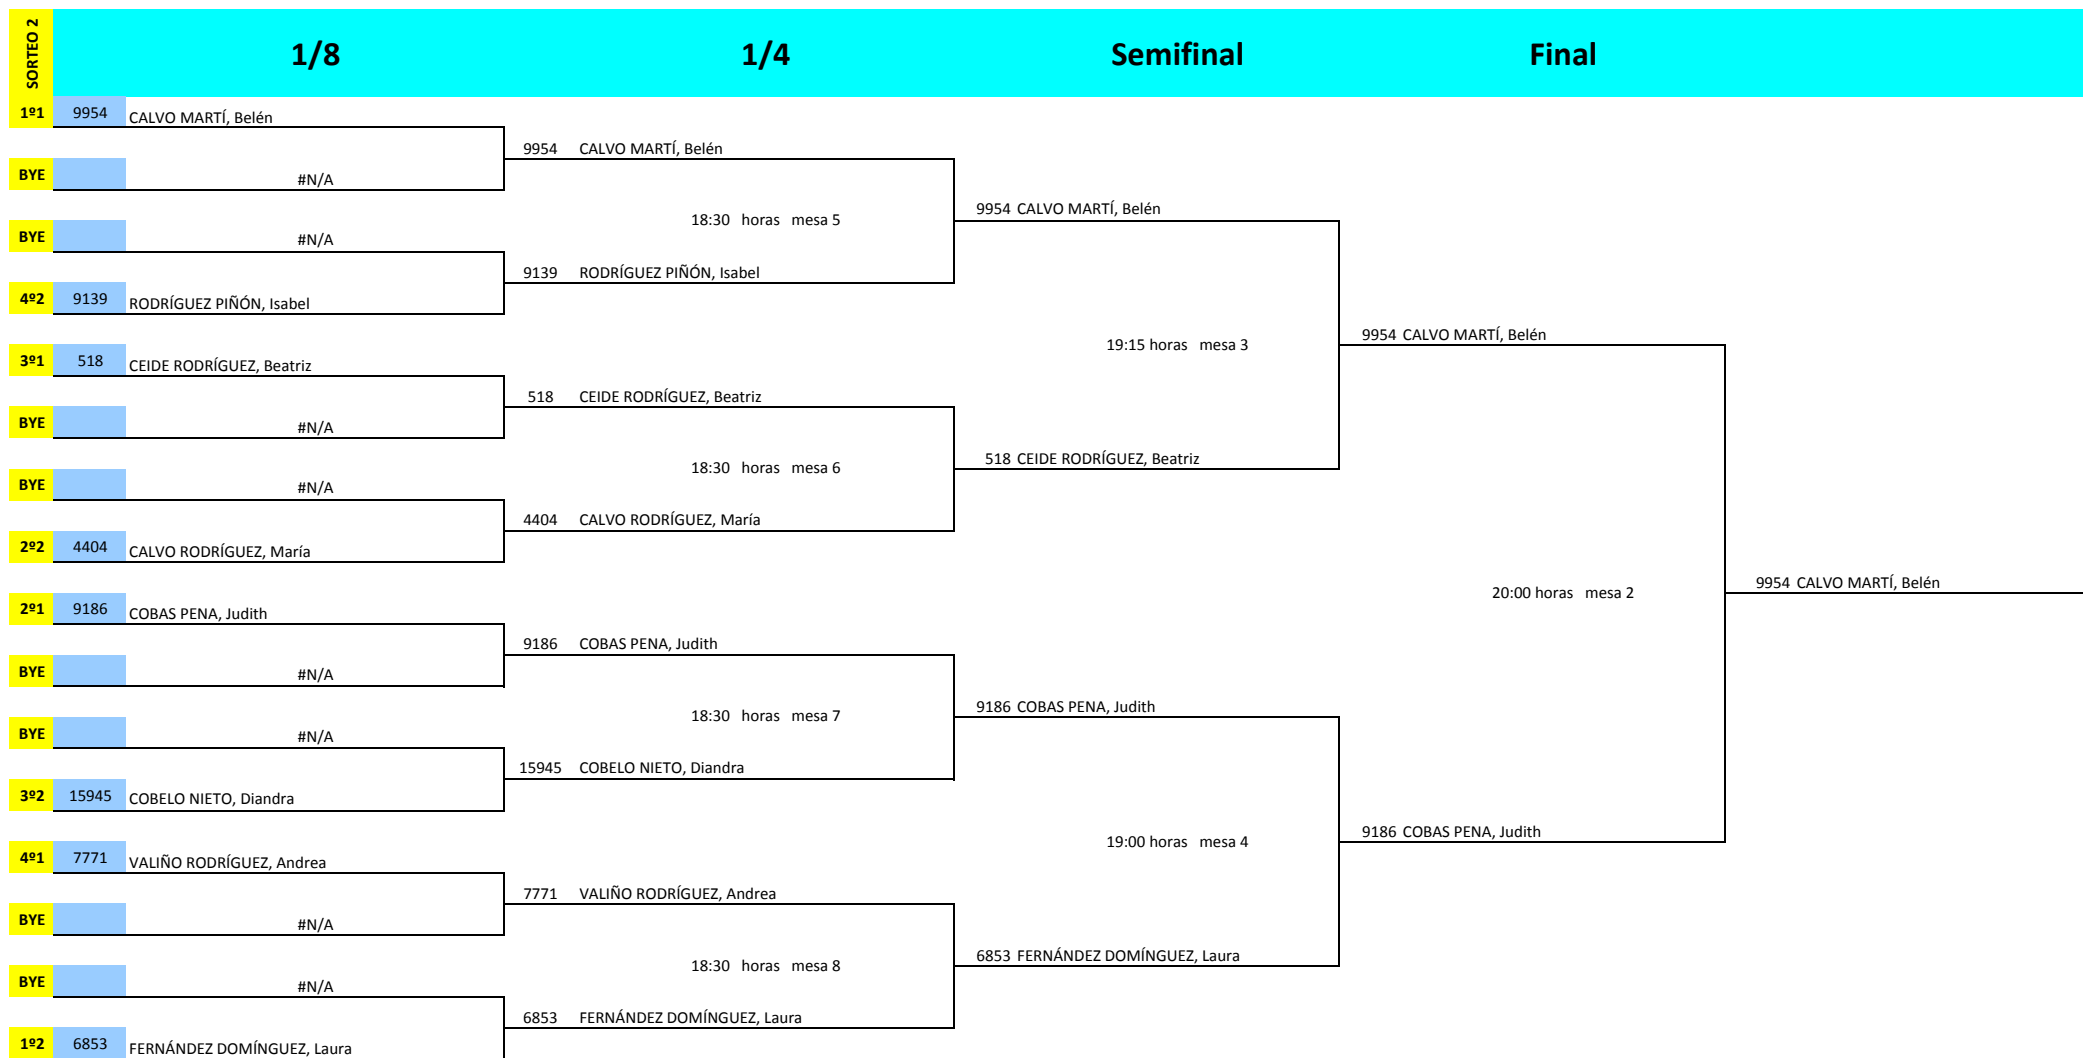 SORTEO 2
1/8 1/4 Semifinal Final
1º1 9954 CALVO MARTÍ, Belén
9954 CALVO MARTÍ, Belén
BYE #N/A
9954 CALVO MARTÍ, Belén
18:30 horas mesa 5
BYE #N/A
9139 RODRÍGUEZ PIÑÓN, Isabel
4º2 9139 RODRÍGUEZ PIÑÓN, Isabel
9954 CALVO MARTÍ, Belén
19:15 horas mesa 3
3º1 518 CEIDE RODRÍGUEZ, Beatriz
518 CEIDE RODRÍGUEZ, Beatriz
BYE #N/A
518 CEIDE RODRÍGUEZ, Beatriz
18:30 horas mesa 6
BYE #N/A
4404 CALVO RODRÍGUEZ, María
2º2 4404 CALVO RODRÍGUEZ, María
9954 CALVO MARTÍ, Belén
20:00 horas mesa 2
2º1 9186 COBAS PENA, Judith
9186 COBAS PENA, Judith
BYE #N/A
9186 COBAS PENA, Judith
18:30 horas mesa 7
BYE #N/A
15945 COBELO NIETO, Diandra
3º2 15945 COBELO NIETO, Diandra
9186 COBAS PENA, Judith
19:00 horas mesa 4
4º1 7771 VALIÑO RODRÍGUEZ, Andrea
7771 VALIÑO RODRÍGUEZ, Andrea
BYE #N/A
6853 FERNÁNDEZ DOMÍNGUEZ, Laura
18:30 horas mesa 8
BYE #N/A
6853 FERNÁNDEZ DOMÍNGUEZ, Laura
1º2 6853 FERNÁNDEZ DOMÍNGUEZ, Laura